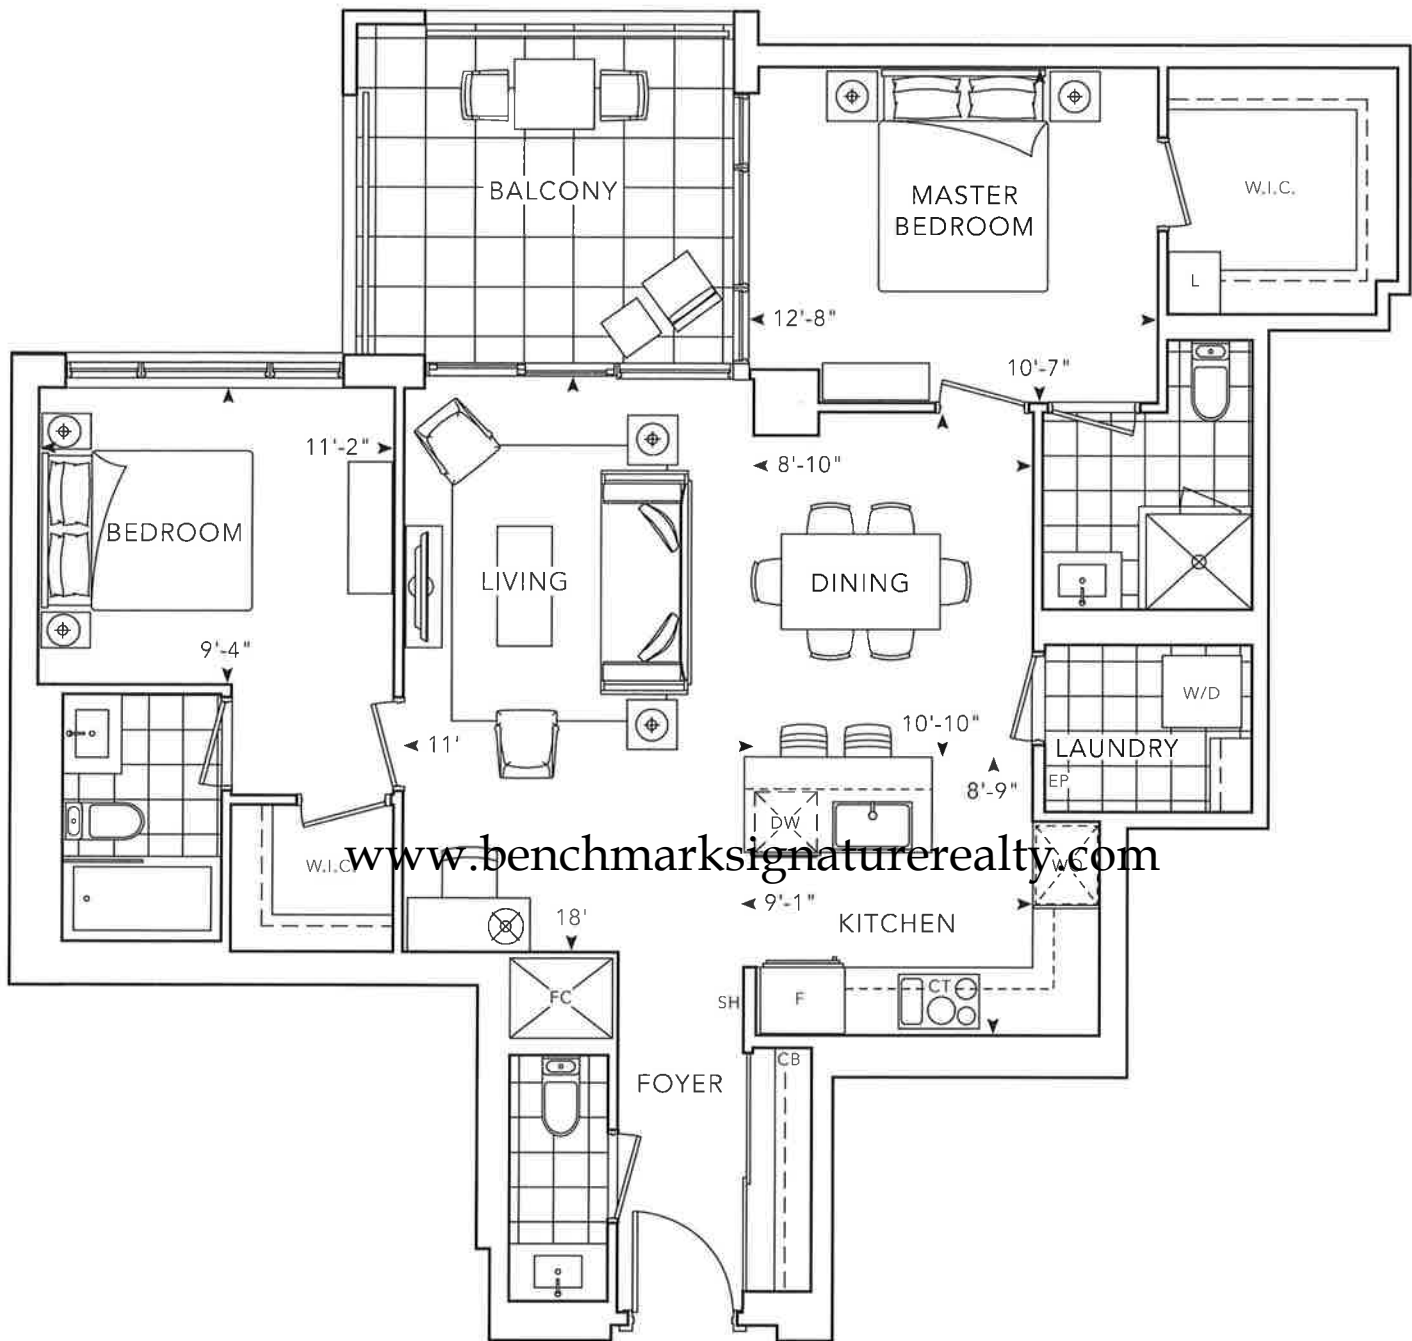 BALCONY
MASTER
BEDROOM
W.I.C.
L
12'-8"
10'-7"
11'-2"
8'-10"
BEDROOM
LIVING
DINING
9'-4"
W/D
11'
10'-10"
LAUNDRY
8'-9"
EP
DW
www.benchmarksignaturerealty.com
W.I.C.
WO
9'-1"
18'
KITCHEN
FC
SH
F
CT
FOYER
CB